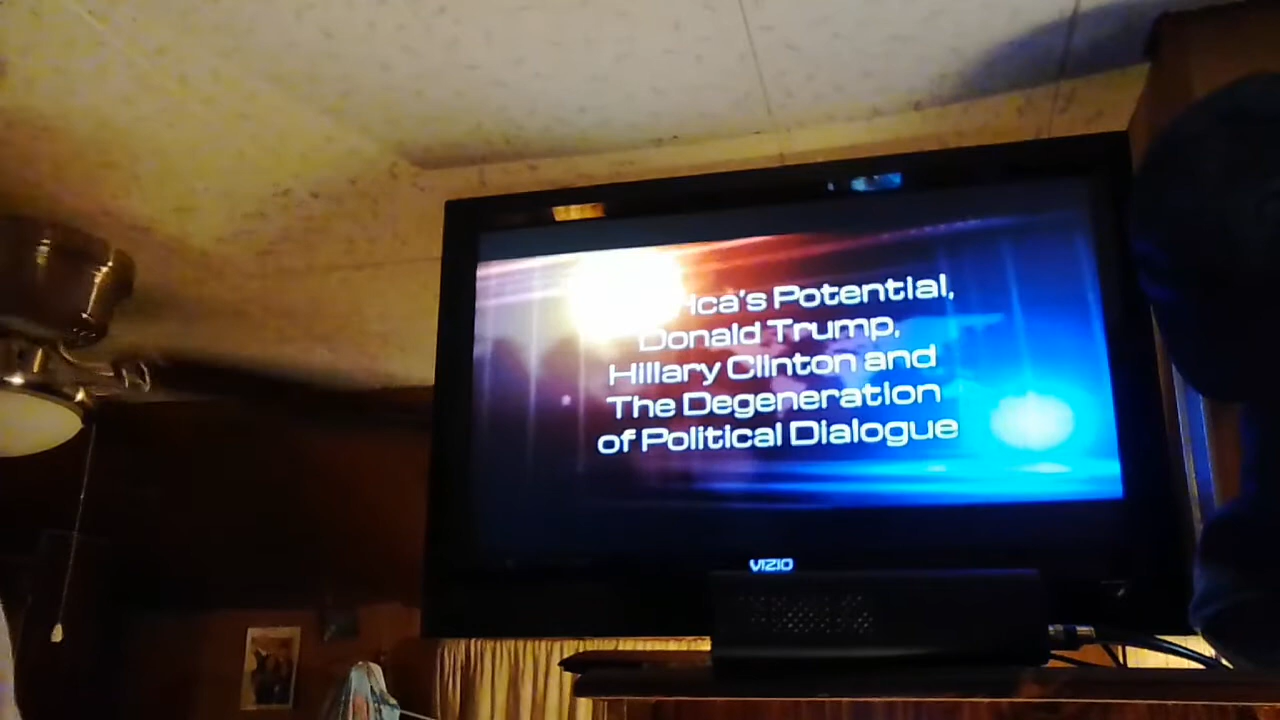 ica's Potential,
Donald Trump,
Hillary Clinton and
The Degeneration
of Political Dialogue
VIZIO